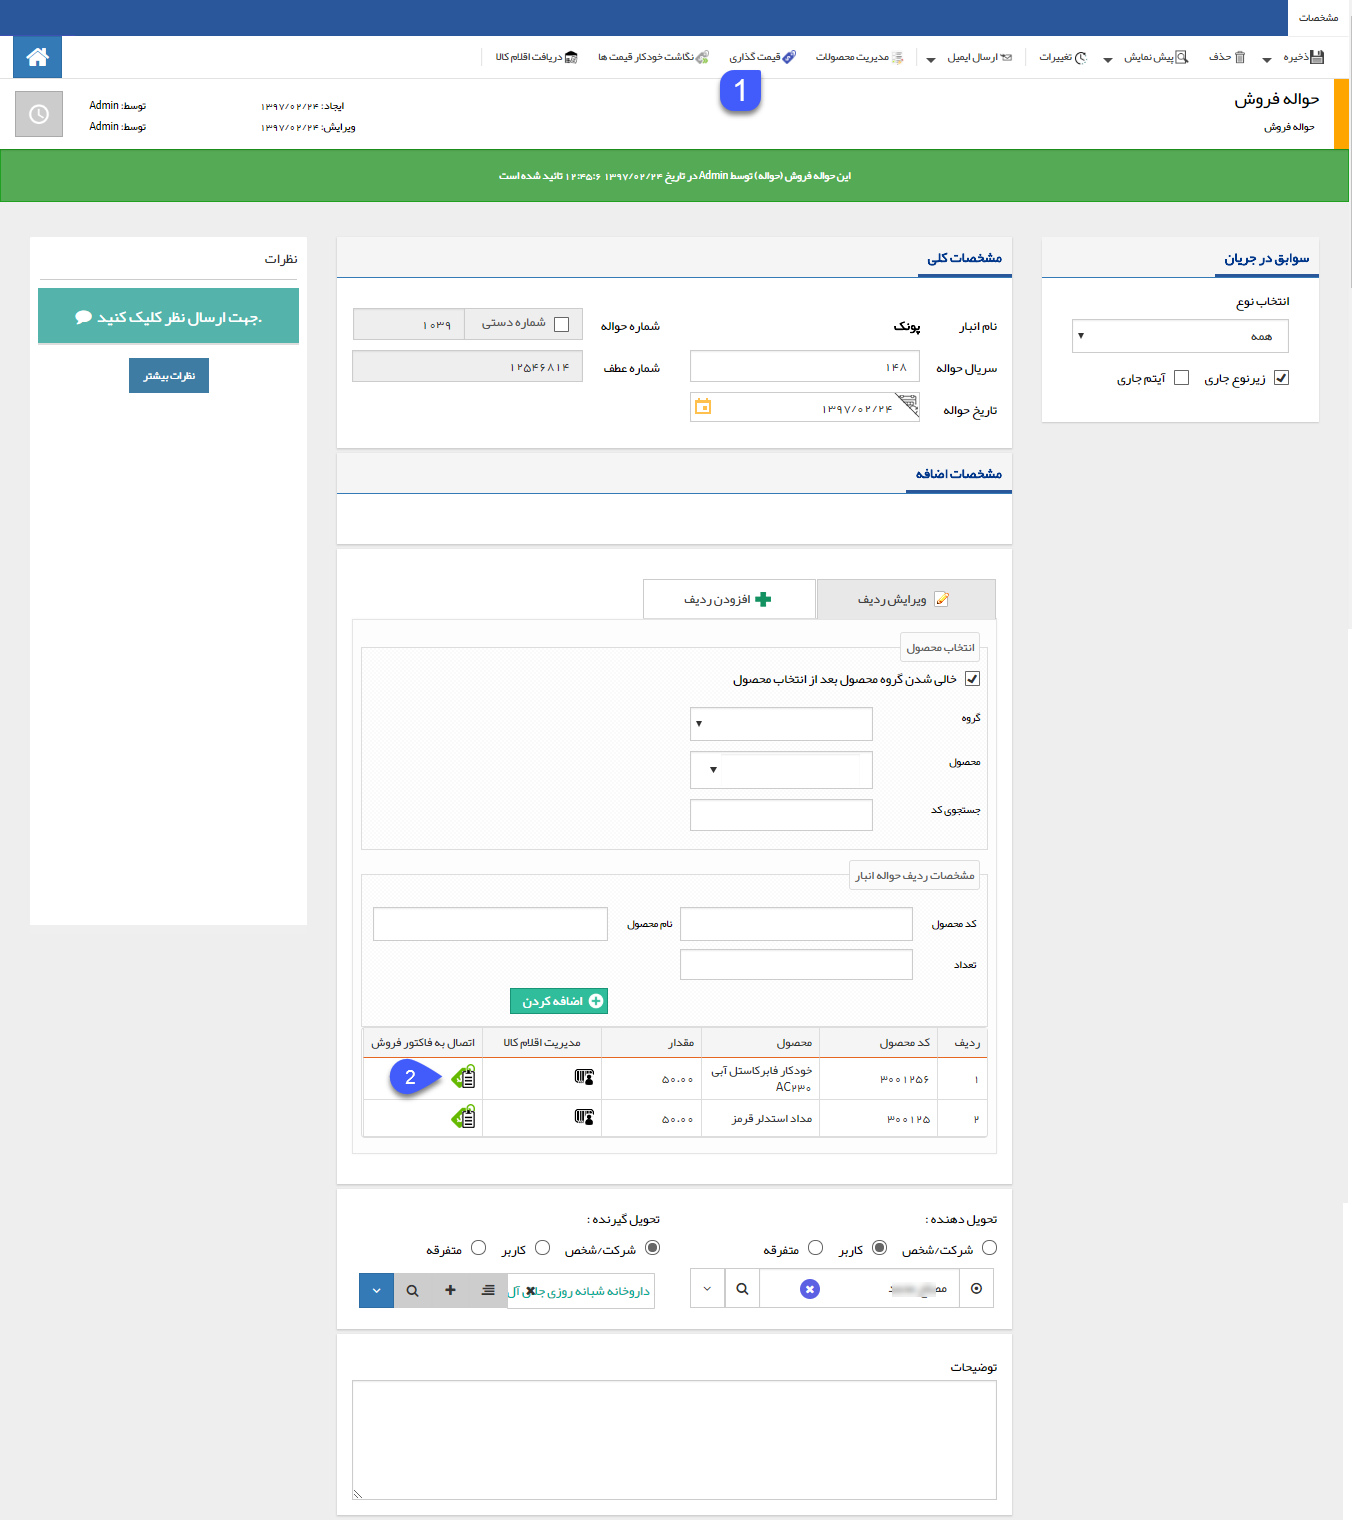 مشخصات
ذخیره
حذف
پیش نمایش
تغییرات
ارسال ایمیل
مدیریت محصولات
قیمت گذاری
نگاشت خودکار قیمت ها
دریافت اقلام کالا
1
حواله فروش
حواله فروش
ایجاد: ۱۳۹۷/۰۲/۲۴
توسط: Admin
ویرایش: ۱۳۹۷/۰۲/۲۴
توسط: Admin
این حواله فروش (حواله) توسط Admin در تاریخ ۱۳۹۷/۰۲/۲۴ ۱۲:۴۵:۶ تائید شده است
سوابق در جریان
انتخاب نوع
همه
زیرنوع جاری
آیتم جاری
مشخصات کلی
نام انبار
پونک
شماره حواله
شماره دستی
۱۰۳۹
سریال حواله
۱۴۸
شماره عطف
۱۲۵۴۶۸۱۴
تاریخ حواله
۱۳۹۷/۰۲/۲۴
مشخصات اضافه
ویرایش ردیف
افزودن ردیف
انتخاب محصول
خالی شدن گروه محصول بعد از انتخاب محصول
گروه
محصول
جستجوی کد
مشخصات ردیف حواله انبار
کد محصول
نام محصول
تعداد
اضافه کردن
ردیف
کد محصول
محصول
مقدار
مدیریت اقلام کالا
اتصال به فاکتور فروش
۱
۳۰۰۱۲۵۶
خودکار فابرکاستل آبی
AC۲۳۰
۵۰.۰۰
2
۲
۳۰۰۱۲۵
مداد استدلر قرمز
۵۰.۰۰
تحویل دهنده :
شرکت/شخص
کاربر
متفرقه
تحویل گیرنده :
شرکت/شخص
کاربر
متفرقه
داروخانه شبانه روزی
توضیحات
نظرات
جهت ارسال نظر کلیک کنید.
نظرات بیشتر